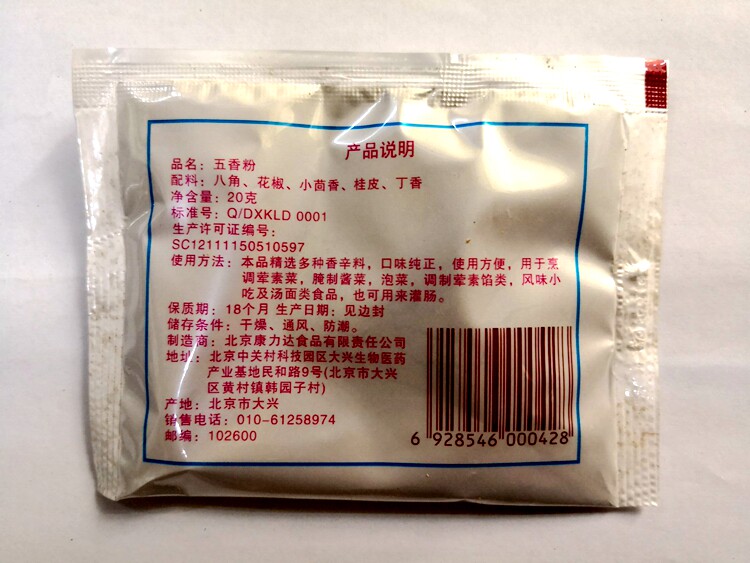 产品说明
品名：五香粉
配料：八角、花椒、小茴香、桂皮、丁香
净含量：20克
标准号：Q/DXKLD 0001
生产许可证编号：
SC12111150510597
使用方法：本品精选多种香辛料，口味纯正，使用方便，用于烹
调荤素菜，腌制酱菜，泡菜，调制荤素馅类，风味小
吃及汤面类食品，也可用来灌肠。
保质期：18个月 生产日期：见边封
储存条件：干燥、通风、防潮。
制造商：北京康力达食品有限责任公司
地址：北京中关村科技园区大兴生物医药
产业基地民和路9号(北京市大兴
区黄村镇韩园子村)
产地：北京市大兴
销售电话：010-61258974
邮编：102600
6 928546 000428